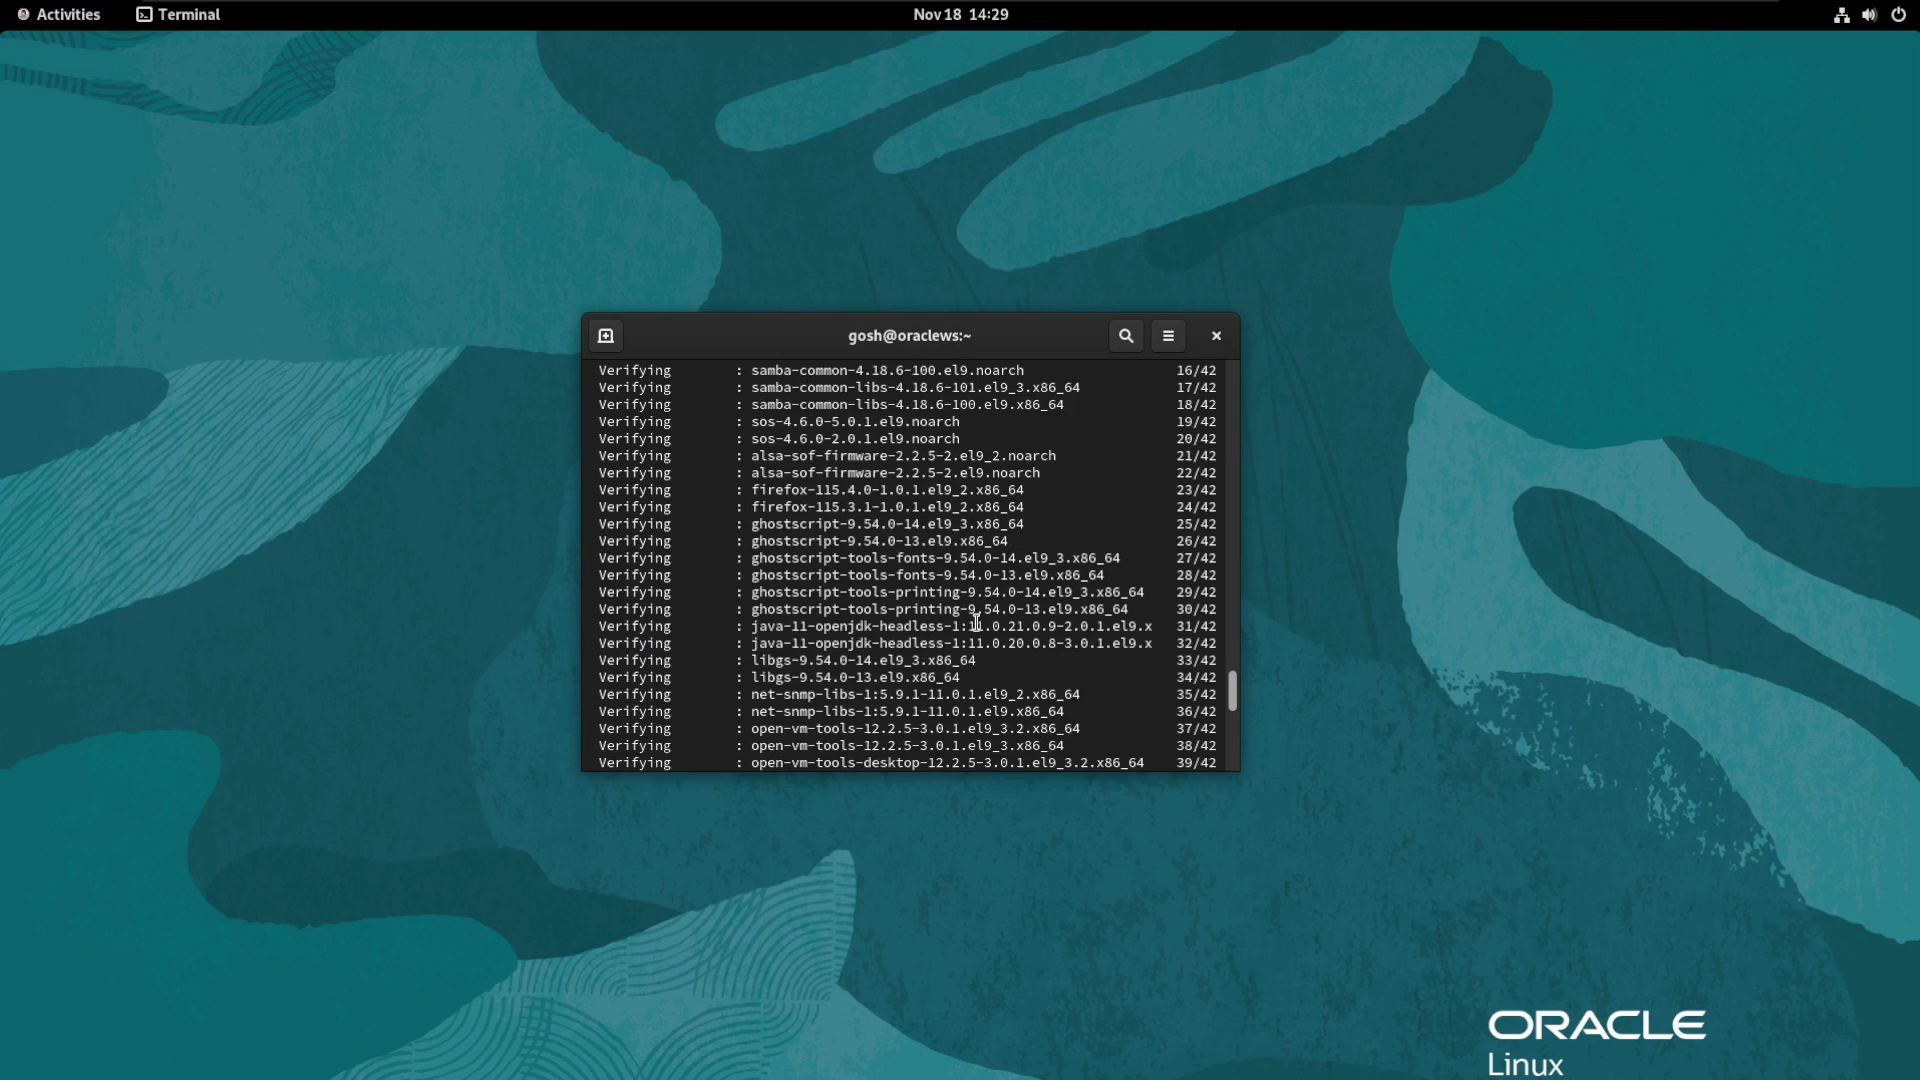 Activities Terminal Nov 18 14:29
gosh@oraclews:~
Verifying : samba-common-4.18.6-100.el9.noarch 16/42
Verifying : samba-common-libs-4.18.6-101.el9_3.x86_64 17/42
Verifying : samba-common-libs-4.18.6-100.el9.x86_64 18/42
Verifying : sos-4.6.0-5.0.1.el9.noarch 19/42
Verifying : sos-4.6.0-2.0.1.el9.noarch 20/42
Verifying : alsa-sof-firmware-2.2.5-2.el9_2.noarch 21/42
Verifying : alsa-sof-firmware-2.2.5-2.el9.noarch 22/42
Verifying : firefox-115.4.0-1.0.1.el9_2.x86_64 23/42
Verifying : firefox-115.3.1-1.0.1.el9_2.x86_64 24/42
Verifying : ghostscript-9.54.0-14.el9_3.x86_64 25/42
Verifying : ghostscript-9.54.0-13.el9.x86_64 26/42
Verifying : ghostscript-tools-fonts-9.54.0-14.el9_3.x86_64 27/42
Verifying : ghostscript-tools-fonts-9.54.0-13.el9.x86_64 28/42
Verifying : ghostscript-tools-printing-9.54.0-14.el9_3.x86_64 29/42
Verifying : ghostscript-tools-printing-9.54.0-13.el9.x86_64 30/42
Verifying : java-11-openjdk-headless-1:11.0.21.0.9-2.0.1.el9.x 31/42
Verifying : java-11-openjdk-headless-1:11.0.20.0.8-3.0.1.el9.x 32/42
Verifying : libgs-9.54.0-14.el9_3.x86_64 33/42
Verifying : libgs-9.54.0-13.el9.x86_64 34/42
Verifying : net-snmp-libs-1:5.9.1-11.0.1.el9_2.x86_64 35/42
Verifying : net-snmp-libs-1:5.9.1-11.0.1.el9.x86_64 36/42
Verifying : open-vm-tools-12.2.5-3.0.1.el9_3.2.x86_64 37/42
Verifying : open-vm-tools-12.2.5-3.0.1.el9_3.x86_64 38/42
Verifying : open-vm-tools-desktop-12.2.5-3.0.1.el9_3.2.x86_64 39/42
ORACLE
Linux